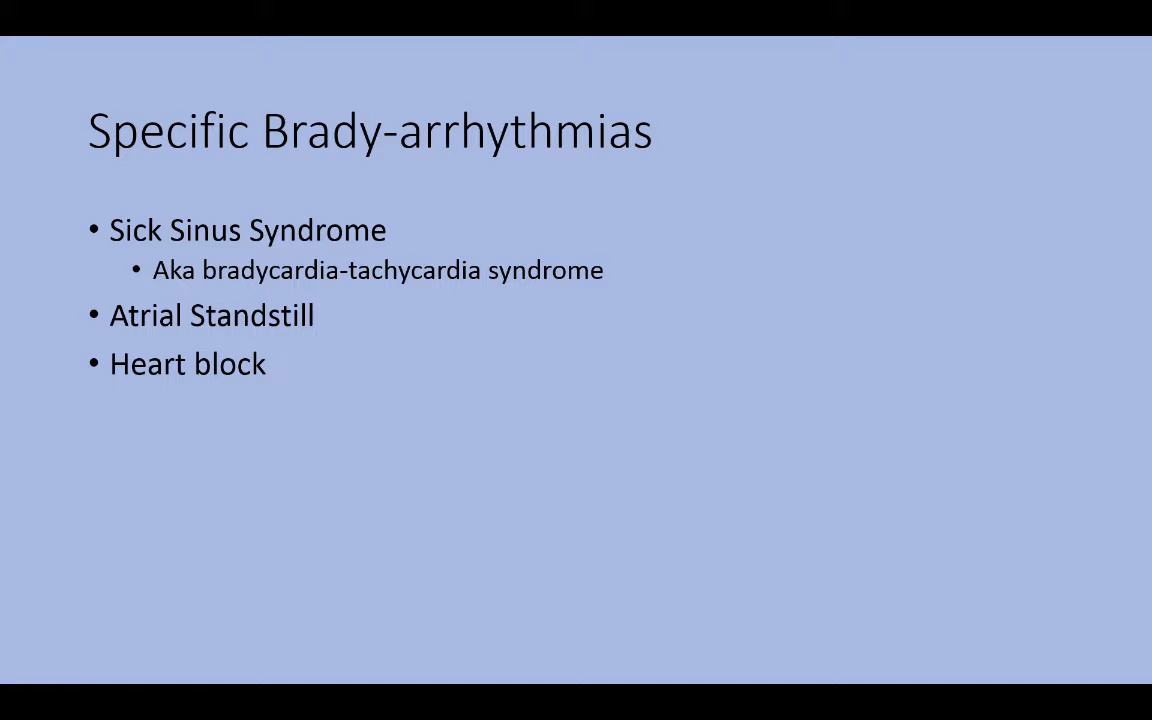 Specific Brady-arrhythmias
• Sick Sinus Syndrome
• Aka bradycardia-tachycardia syndrome
• Atrial Standstill
• Heart block